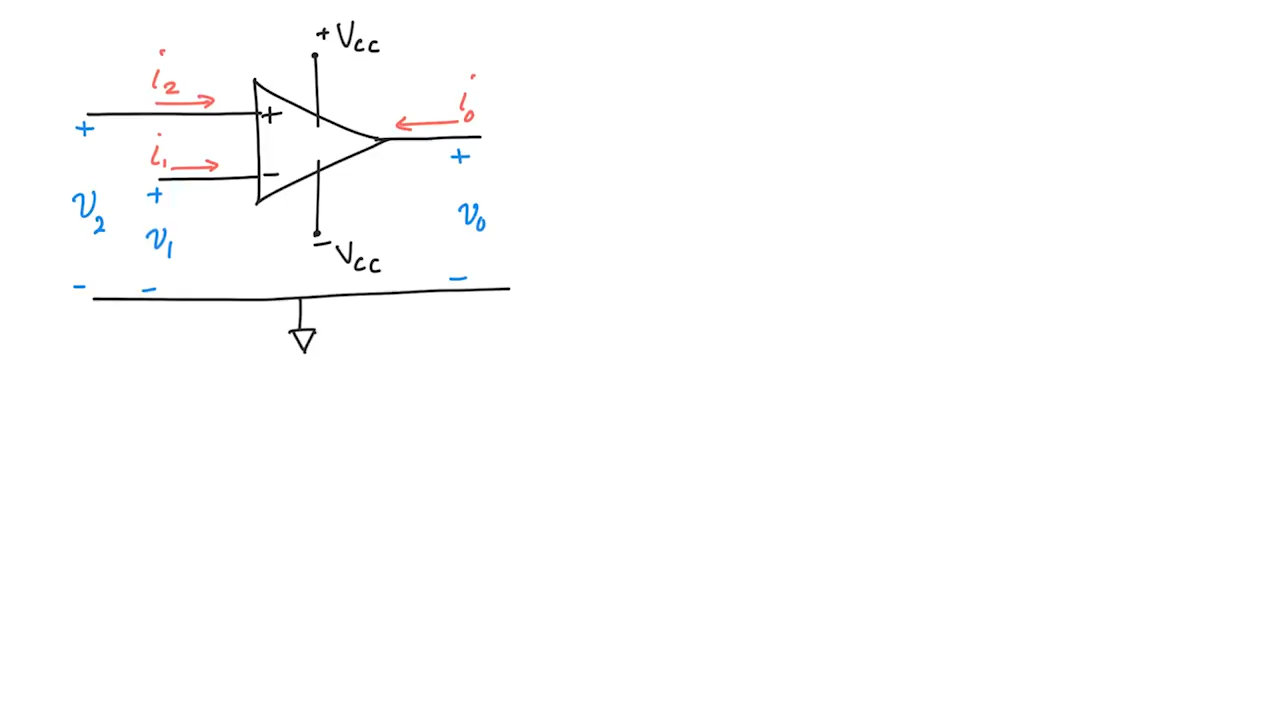 +Vcc
i₂
i₀
+
+
i₁
-
+
+
v₂
v₁
v₀
-Vcc
-
-
-